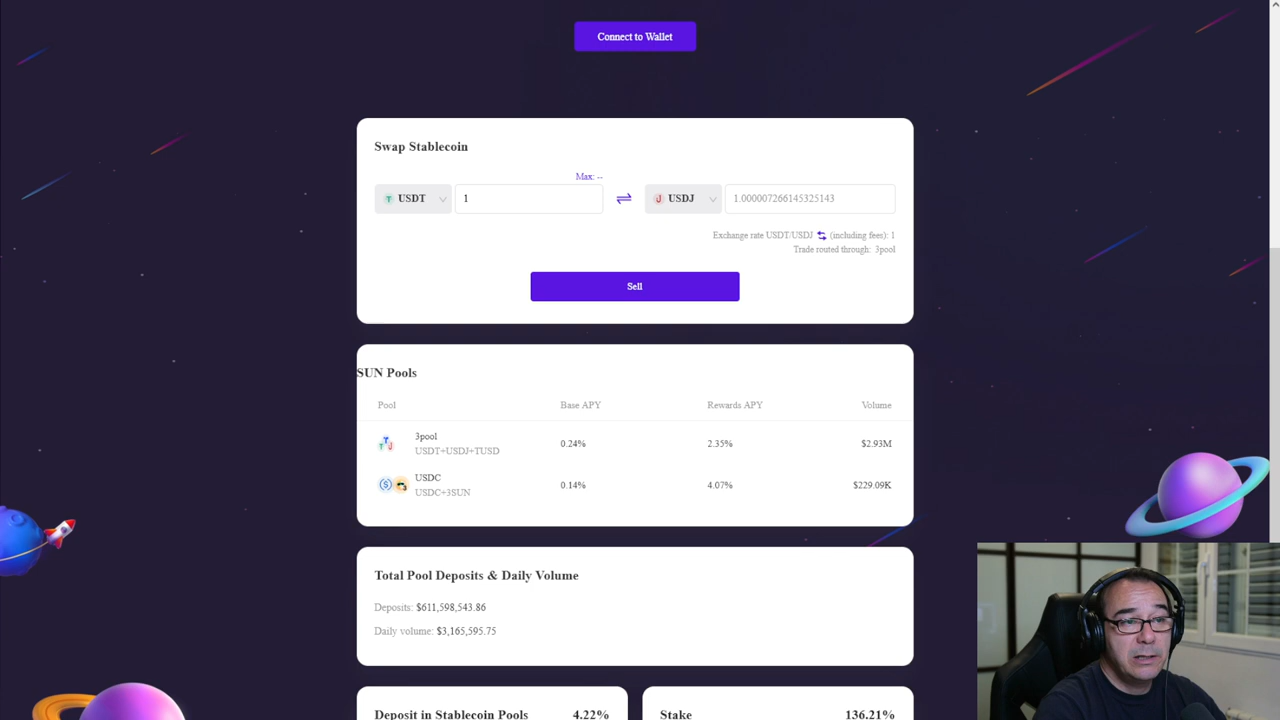 Connect to Wallet
Swap Stablecoin
Max: --
USDT
1
USDJ
1.000007266145325143
Exchange rate USDT/USDJ (including fees): 1
Trade routed through: 3pool
Sell
SUN Pools
Pool Base APY Rewards APY Volume
3pool
USDT+USDJ+TUSD
0.24% 2.35% $2.93M
USDC
USDC+3SUN
0.14% 4.07% $229.09K
Total Pool Deposits & Daily Volume
Deposits: $611,598,543.86
Daily volume: $3,165,595.75
Deposit in Stablecoin Pools 4.22%
Stake 136.21%